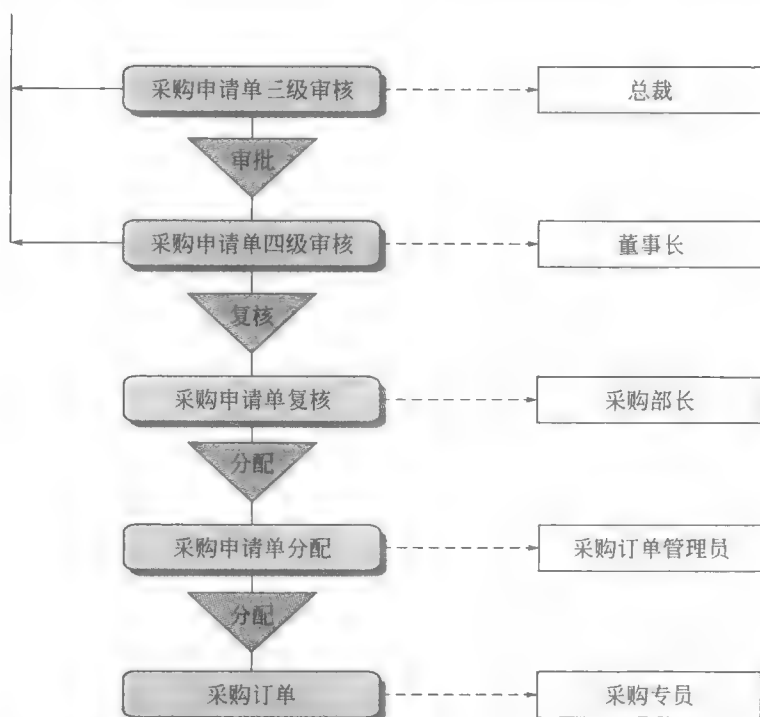 采购申请单三级审核
总裁
审批
采购申请单四级审核
董事长
复核
采购申请单复核
采购部长
分配
采购申请单分配
采购订单管理员
分配
采购订单
采购专员